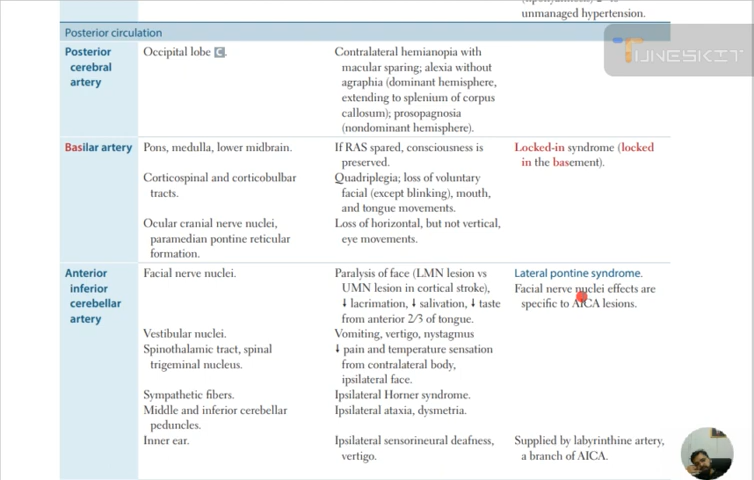 (lipohyalinosis) 2° to
unmanaged hypertension.
TUNESKIT
Posterior circulation
Posterior
cerebral
artery
Occipital lobe C.
Contralateral hemianopia with
macular sparing; alexia without
agraphia (dominant hemisphere,
extending to splenium of corpus
callosum); prosopagnosia
(nondominant hemisphere).
Basilar artery
Pons, medulla, lower midbrain.
If RAS spared, consciousness is
preserved.
Locked-in syndrome (locked
in the basement).
Corticospinal and corticobulbar
tracts.
Quadriplegia; loss of voluntary
facial (except blinking), mouth,
and tongue movements.
Ocular cranial nerve nuclei,
paramedian pontine reticular
formation.
Loss of horizontal, but not vertical,
eye movements.
Anterior
inferior
cerebellar
artery
Facial nerve nuclei.
Paralysis of face (LMN lesion vs
UMN lesion in cortical stroke),
↓ lacrimation, ↓ salivation, ↓ taste
from anterior 2/3 of tongue.
Lateral pontine syndrome.
Facial nerve nuclei effects are
specific to AICA lesions.
Vestibular nuclei.
Vomiting, vertigo, nystagmus
Spinothalamic tract, spinal
trigeminal nucleus.
↓ pain and temperature sensation
from contralateral body,
ipsilateral face.
Sympathetic fibers.
Ipsilateral Horner syndrome.
Middle and inferior cerebellar
peduncles.
Ipsilateral ataxia, dysmetria.
Inner ear.
Ipsilateral sensorineural deafness,
vertigo.
Supplied by labyrinthine artery,
a branch of AICA.